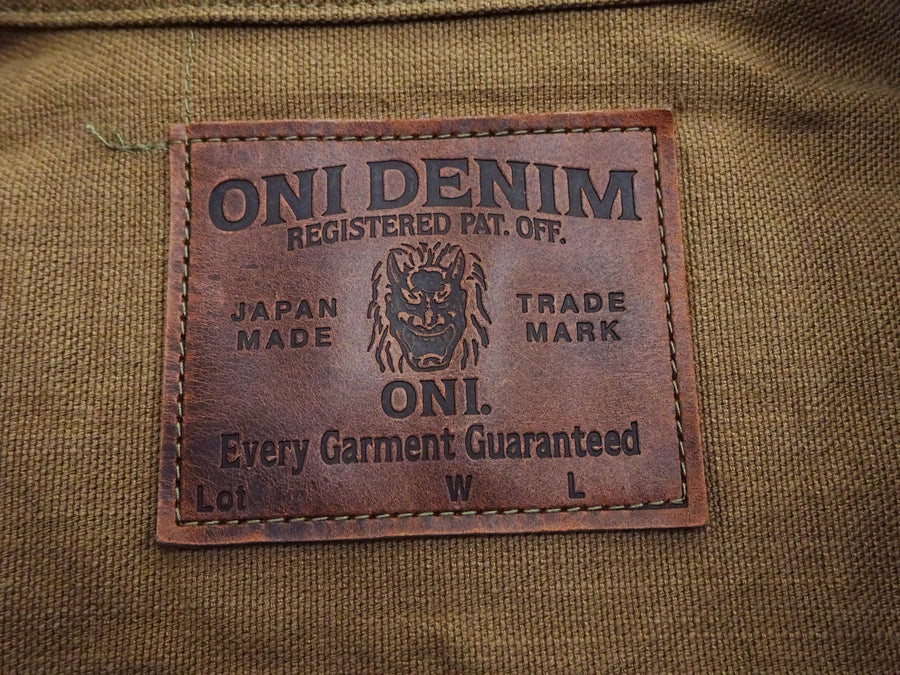 ONI DENIM
REGISTERED PAT. OFF.
JAPAN MADE
TRADE MARK
ONI.
Every Garment Guaranteed
Lot W L